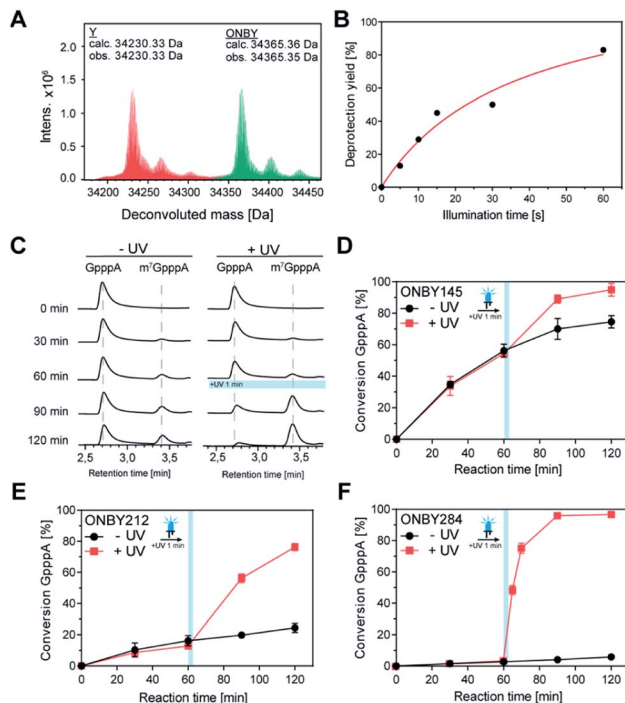 A
Y
calc. 34230.33 Da
obs. 34230.33 Da
ONBY
calc. 34365.36 Da
obs. 34365.35 Da
Intens. x10⁶
2.0
1.5
1.0
0.5
0.0
34200 34250 34300 34350 34400 34450
Deconvoluted mass [Da]
B
Deprotection yield [%]
100
80
60
40
20
0
0 10 20 30 40 50 60
Illumination time [s]
C
- UV + UV
GpppA m⁷GpppA GpppA m⁷GpppA
0 min
30 min
60 min
+UV 1 min
90 min
120 min
2,5 3 3,5 2,5 3 3,5
Retention time [min] Retention time [min]
D
Conversion GpppA [%]
100
80
60
40
20
0
ONBY145
- UV
+ UV
+UV 1 min
0 20 40 60 80 100 120
Reaction time [min]
E
Conversion GpppA [%]
100
80
60
40
20
0
ONBY212
- UV
+ UV
+UV 1 min
0 20 40 60 80 100 120
Reaction time [min]
F
Conversion GpppA [%]
100
80
60
40
20
0
ONBY284
- UV
+ UV
+UV 1 min
0 20 40 60 80 100 120
Reaction time [min]